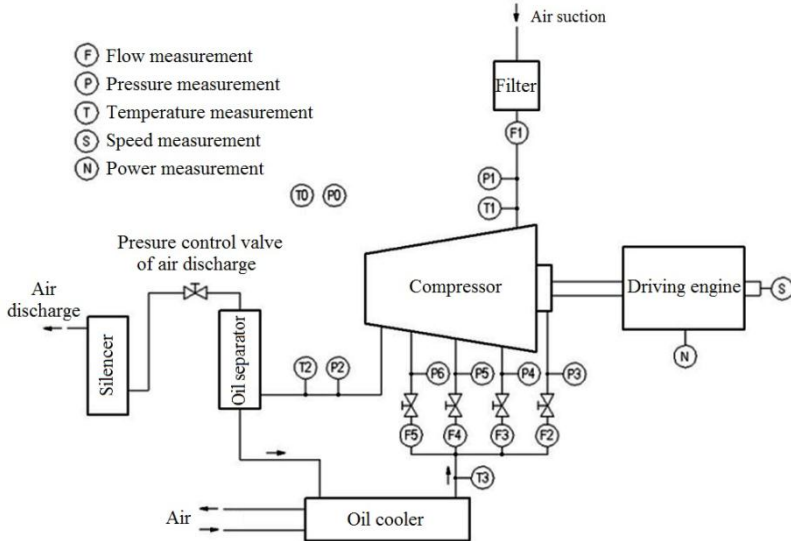 Air suction
F Flow measurement
P Pressure measurement
T Temperature measurement
S Speed measurement
N Power measurement
Filter
F1
P1
T1
T0 P0
Presure control valve
of air discharge
Air
discharge
Silencer
Oil separator
Compressor
Driving engine
S
N
T2 P2
P6 P5 P4 P3
F5 F4 F3 F2
T3
Air
Oil cooler